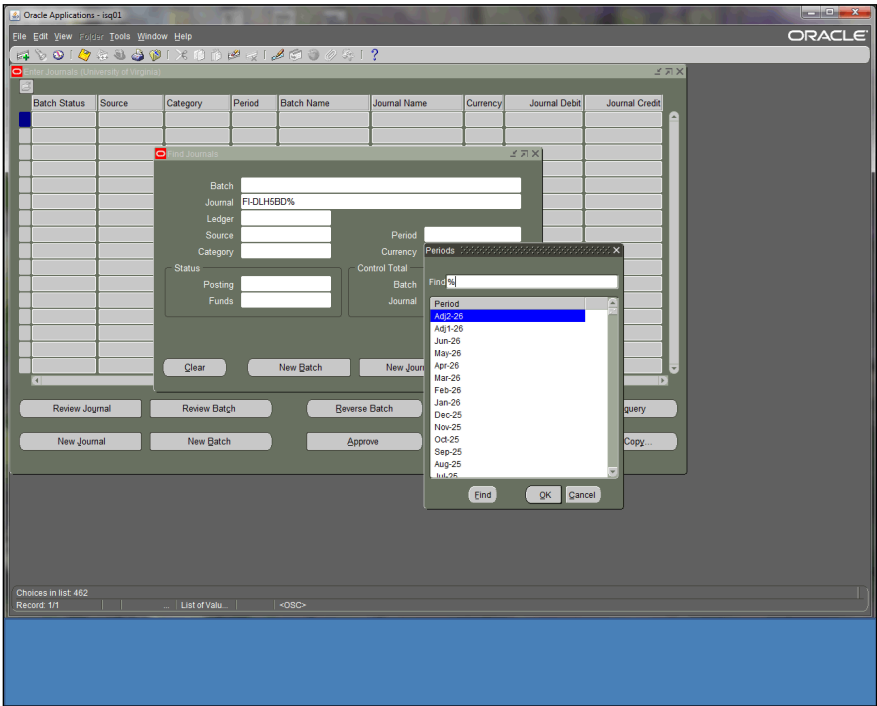 Oracle Applications - isq01
File Edit View Folder Tools Window Help
ORACLE
Enter Journals (University of Virginia)
Batch Status Source Category Period Batch Name Journal Name Currency Journal Debit Journal Credit
Find Journals
Batch
Journal FI-DLH5BD%
Ledger
Source Period
Category Currency
Status Control Total
Posting Batch
Funds Journal
Clear New Batch New Jour
Periods
Find %
Period
Adj2-26
Adj1-26
Jun-26
May-26
Apr-26
Mar-26
Feb-26
Jan-26
Dec-25
Nov-25
Oct-25
Sep-25
Aug-25
Jul-25
Find OK Cancel
Review Journal Review Batch Reverse Batch query
New Journal New Batch Approve Copy...
Choices in list: 462
Record: 1/1 ... List of Valu... <OSC>